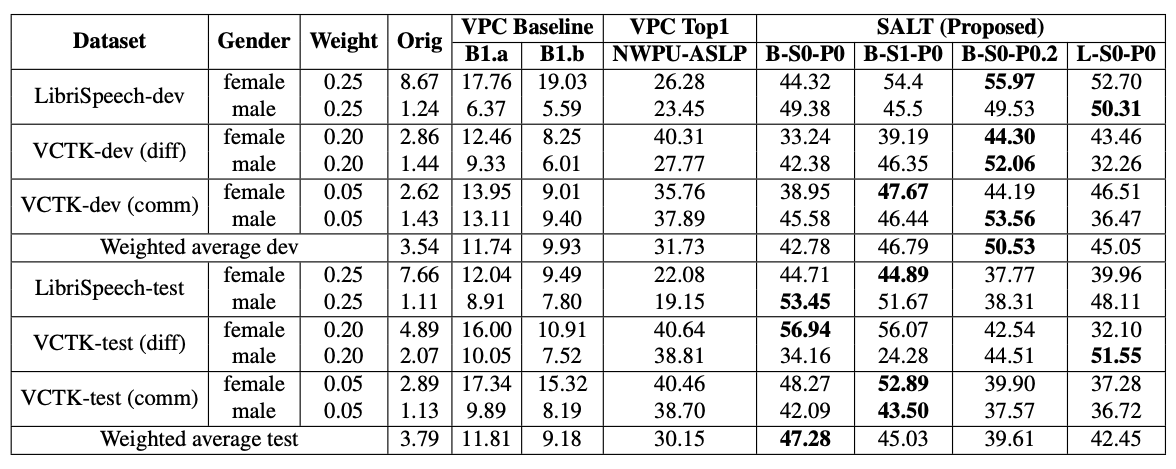 Dataset Gender Weight Orig VPC Baseline VPC Top1 SALT (Proposed)
B1.a B1.b NWPU-ASLP B-S0-P0 B-S1-P0 B-S0-P0.2 L-S0-P0
LibriSpeech-dev female 0.25 8.67 17.76 19.03 26.28 44.32 54.4 55.97 52.70
male 0.25 1.24 6.37 5.59 23.45 49.38 45.5 49.53 50.31
VCTK-dev (diff) female 0.20 2.86 12.46 8.25 40.31 33.24 39.19 44.30 43.46
male 0.20 1.44 9.33 6.01 27.77 42.38 46.35 52.06 32.26
VCTK-dev (comm) female 0.05 2.62 13.95 9.01 35.76 38.95 47.67 44.19 46.51
male 0.05 1.43 13.11 9.40 37.89 45.58 46.44 53.56 36.47
Weighted average dev 3.54 11.74 9.93 31.73 42.78 46.79 50.53 45.05
LibriSpeech-test female 0.25 7.66 12.04 9.49 22.08 44.71 44.89 37.77 39.96
male 0.25 1.11 8.91 7.80 19.15 53.45 51.67 38.31 48.11
VCTK-test (diff) female 0.20 4.89 16.00 10.91 40.64 56.94 56.07 42.54 32.10
male 0.20 2.07 10.05 7.52 38.81 34.16 24.28 44.51 51.55
VCTK-test (comm) female 0.05 2.89 17.34 15.32 40.46 48.27 52.89 39.90 37.28
male 0.05 1.13 9.89 8.19 38.70 42.09 43.50 37.57 36.72
Weighted average test 3.79 11.81 9.18 30.15 47.28 45.03 39.61 42.45